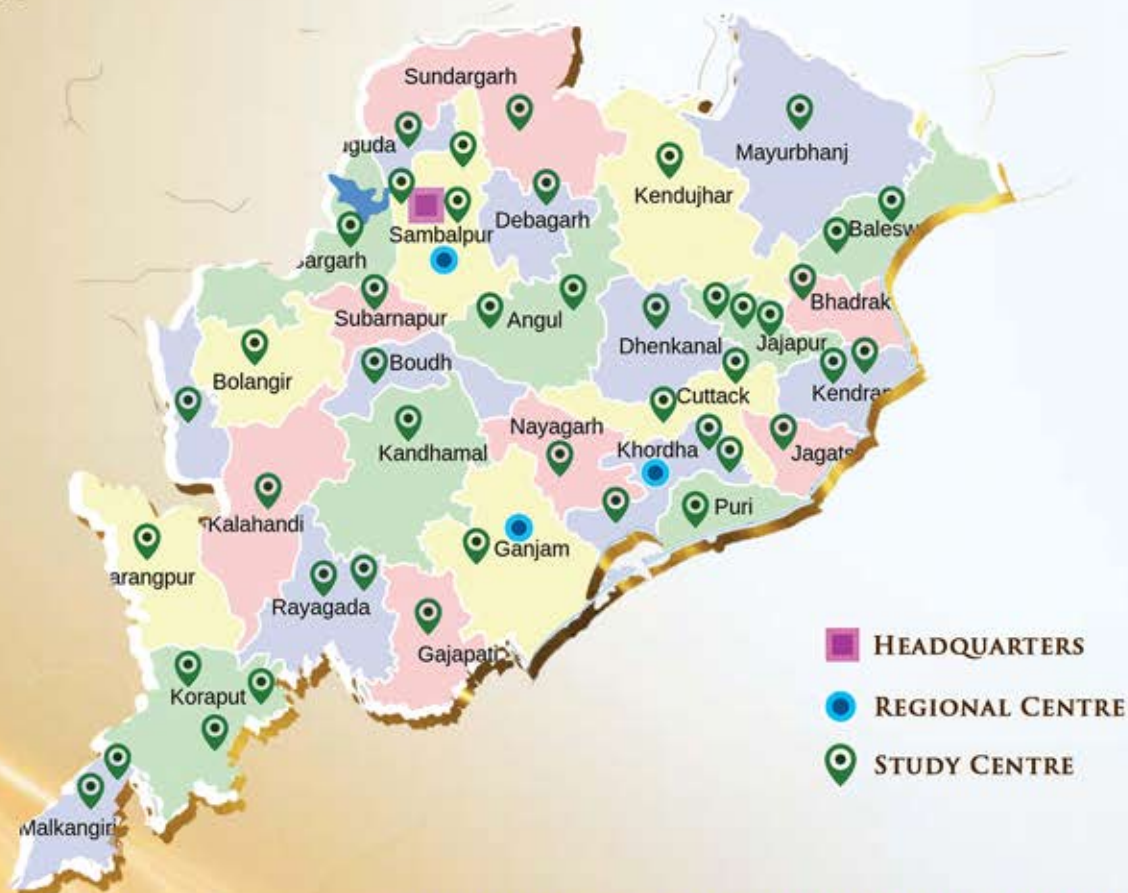 Sundargarh
Mayurbhanj
Kendujhar
Debagarh
Sambalpur
Subarnapur
Angul
Bhadrak
Dhenkanal
Jajapur
Boudh
Bolangir
Cuttack
Nayagarh
Khordha
Kandhamal
Puri
Kalahandi
Ganjam
Rayagada
Gajapati
Koraput
Malkangiri
HEADQUARTERS
REGIONAL CENTRE
STUDY CENTRE